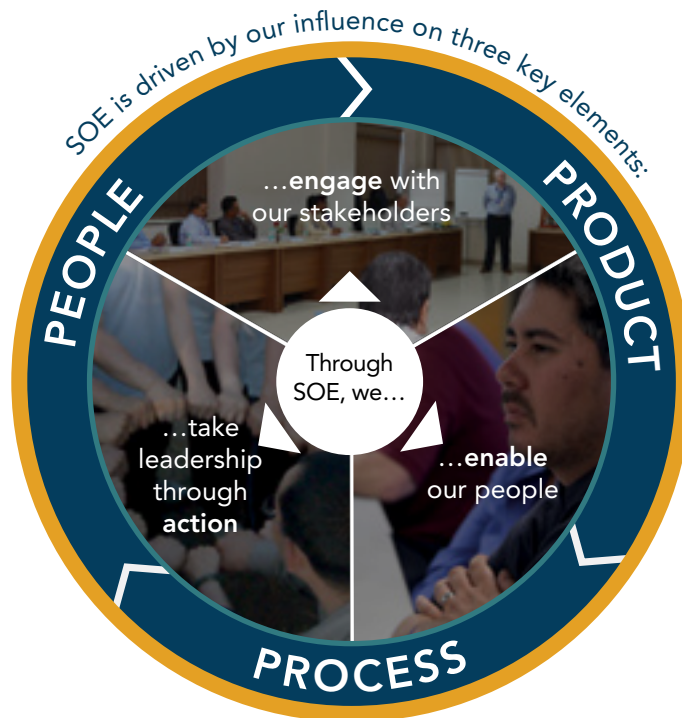 SOE is driven by our influence on three key elements:
PEOPLE
PRODUCT
PROCESS
Through
SOE, we…
…engage with
our stakeholders
…enable
our people
…take
leadership
through
action